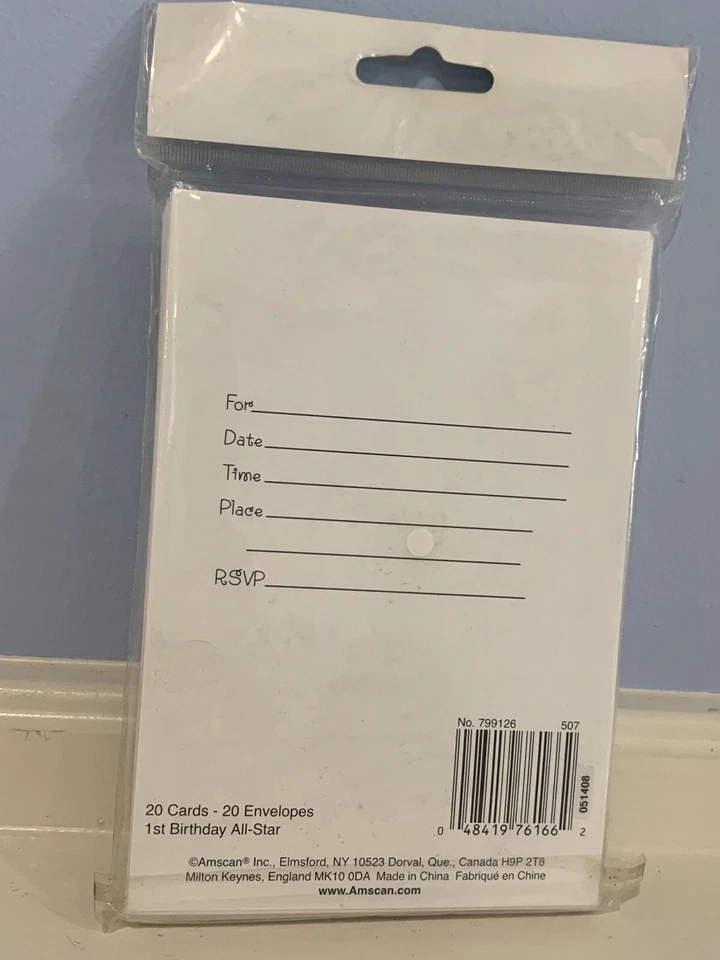 For
Date
Time
Place
RSVP
No. 799126 507
051408
0 48419 76166 2
20 Cards - 20 Envelopes
1st Birthday All-Star
©Amscan® Inc., Elmsford, NY 10523 Dorval, Que., Canada H9P 2T8
Milton Keynes, England MK10 0DA Made in China Fabriqué en Chine
www.Amscan.com